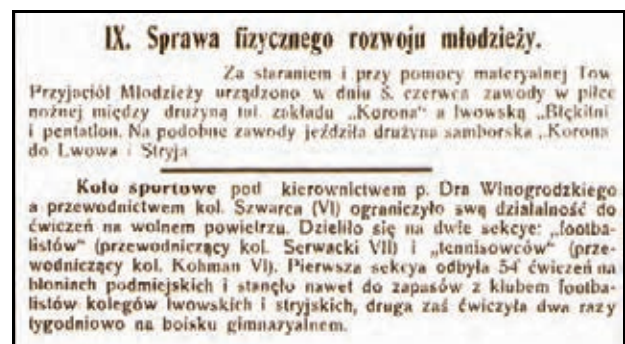 IX. Sprawa fizycznego rozwoju młodzieży.
Za staraniem i przy pomocy materyalnej Tow
Przyjaciół Młodzieży urządzono w dniu 8. czerwca zawody w piłce
nożnej między drużyną tut. zakładu „Korona“ a lwowską „Błękitni
i pentatlon. Na podobne zawody jeździła drużyna samborska „Korona
do Lwowa i Stryja
Koło sportowe pod kierownictwem p. Dra Winogrodzkiego
a przewodnictwem kol. Szwarca (VI) ograniczyło swą działalność do
ćwiczeń na wolnem powietrzu. Dzieliło się na dwie sekcye: „footba-
listów“ (przewodniczący kol. Serwacki VII) i „tennisowców“ (prze-
wodniczący kol. Kohman VI). Pierwsza sekcya odbyła 54 ćwiczeń na
błoniach podmiejskich i stanęło nawet do zapasów z klubem footba-
listów kolegów lwowskich i stryjskich, druga zaś ćwiczyła dwa razy
tygodniowo na boisku gimnazyalnem.